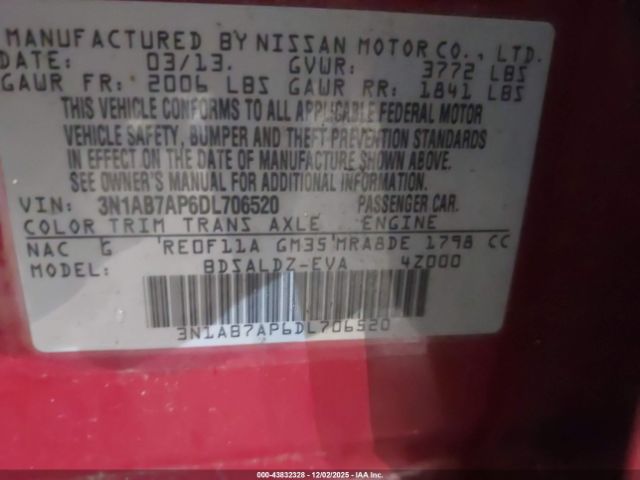 MANUFACTURED BY NISSAN MOTOR CO., LTD.
DATE: 03/13. GVWR: 3772 LBS
GAWR FR: 2006 LBS GAWR RR: 1841 LBS
THIS VEHICLE CONFORMS TO ALL APPLICABLE FEDERAL MOTOR
VEHICLE SAFETY, BUMPER AND THEFT PREVENTION STANDARDS
IN EFFECT ON THE DATE OF MANUFACTURE SHOWN ABOVE.
SEE OWNER'S MANUAL FOR ADDITIONAL INFORMATION.
VIN: 3N1AB7AP6DL706520 PASSENGER CAR.
COLOR TRIM TRANS AXLE ENGINE
NAC G RE0F11A GM35 MRA8DE 1798 CC
MODEL BDSALDZ-EVA 4Z000
3N1AB7AP6DL706520
000-43832328 - 12/02/2025 - IAA Inc.